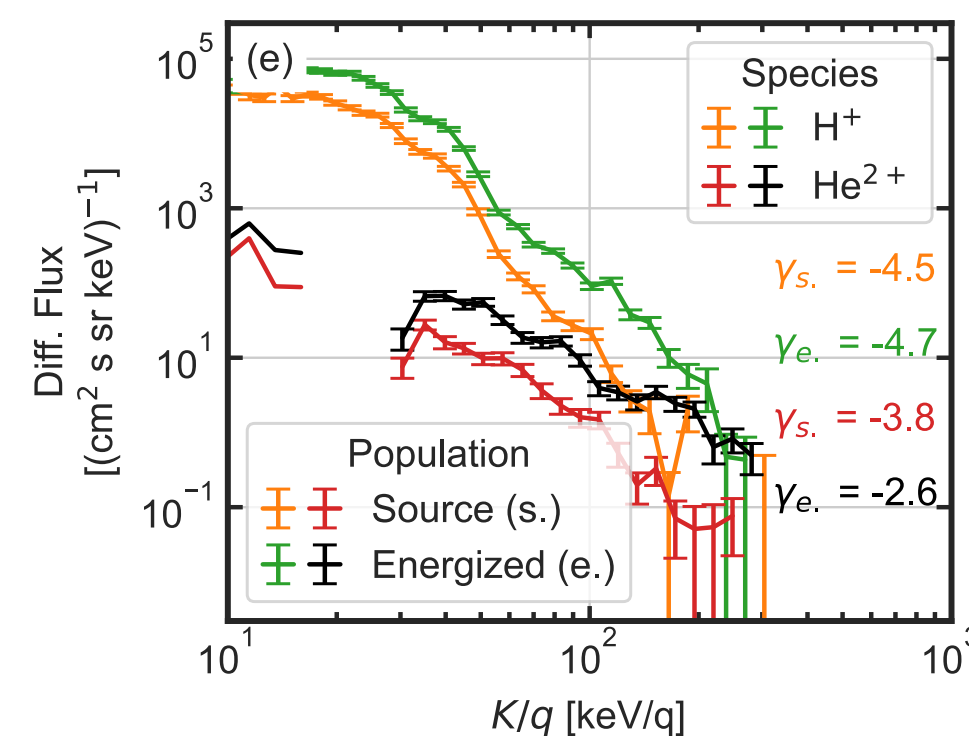 (e)
10⁵
10³
10¹
10⁻¹
Diff. Flux
[(cm² s sr keV)⁻¹]
Species
H⁺
He²⁺
γₛ. = -4.5
γₑ. = -4.7
γₛ. = -3.8
γₑ. = -2.6
Population
Source (s.)
Energized (e.)
10¹
10²
10³
K/q [keV/q]